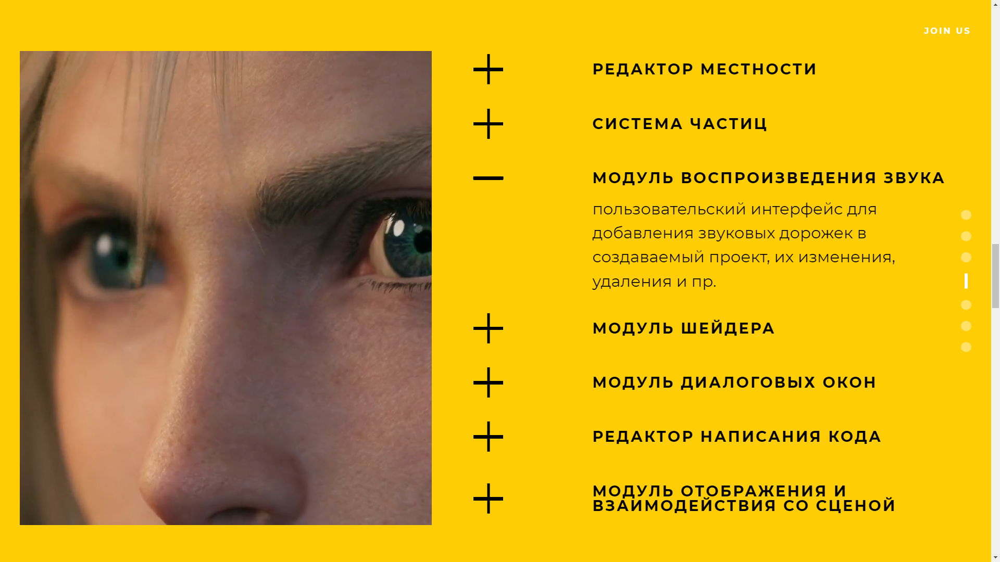 JOIN US
РЕДАКТОР МЕСТНОСТИ
СИСТЕМА ЧАСТИЦ
МОДУЛЬ ВОСПРОИЗВЕДЕНИЯ ЗВУКА
пользовательский интерфейс для
добавления звуковых дорожек в
создаваемый проект, их изменения,
удаления и пр.
МОДУЛЬ ШЕЙДЕРА
МОДУЛЬ ДИАЛОГОВЫХ ОКОН
РЕДАКТОР НАПИСАНИЯ КОДА
МОДУЛЬ ОТОБРАЖЕНИЯ И
ВЗАИМОДЕЙСТВИЯ СО СЦЕНОЙ